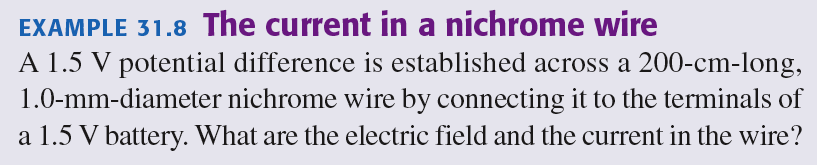 EXAMPLE 31.8 The current in a nichrome wire
A 1.5 V potential difference is established across a 200-cm-long,
1.0-mm-diameter nichrome wire by connecting it to the terminals of
a 1.5 V battery. What are the electric field and the current in the wire?